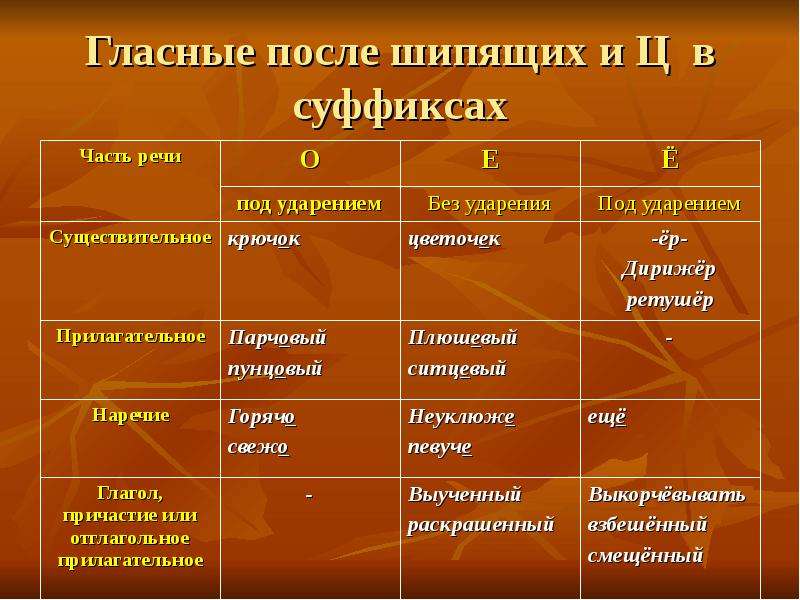 Гласные после шипящих и Ц в
суффиксах
Часть речи
О
Е
Ё
под ударением
Без ударения
Под ударением
Существительное
крючок
цветочек
-ёр-
Дирижёр
ретушёр
Прилагательное
Парчовый
пунцовый
Плюшевый
ситцевый
-
Наречие
Горячо
свежо
Неуклюже
певуче
ещё
Глагол,
причастие или
отглагольное
прилагательное
-
Выученный
раскрашенный
Выкорчёвывать
взбешённый
смещённый